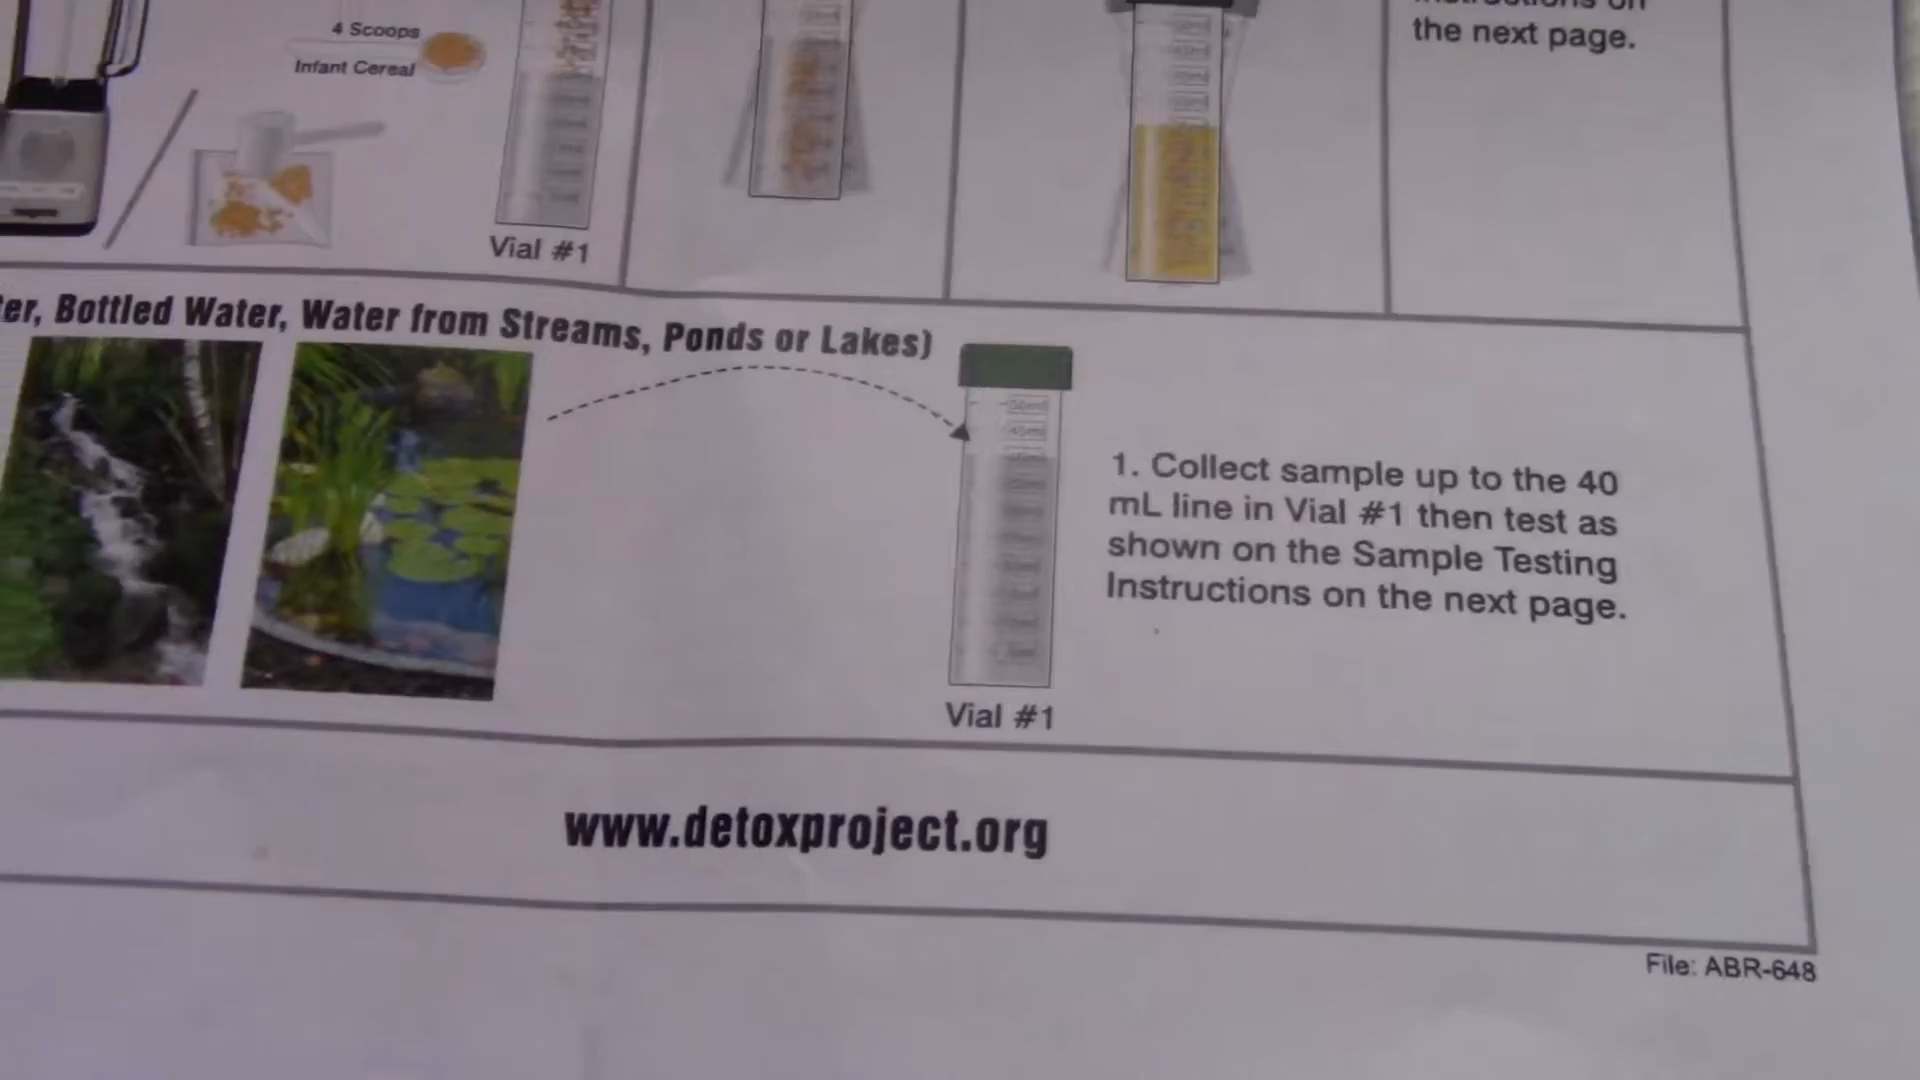 the next page.
4 Scoops
Infant Cereal
Vial #1
er, Bottled Water, Water from Streams, Ponds or Lakes)
1. Collect sample up to the 40
mL line in Vial #1 then test as
shown on the Sample Testing
Instructions on the next page.
Vial #1
www.detoxproject.org
File: ABR-648